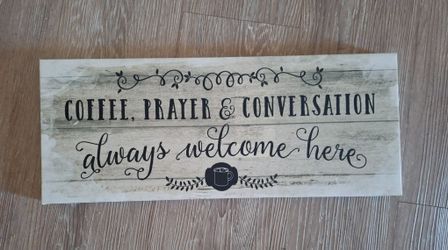 COFFEE, PRAYER & CONVERSATION
always welcome here